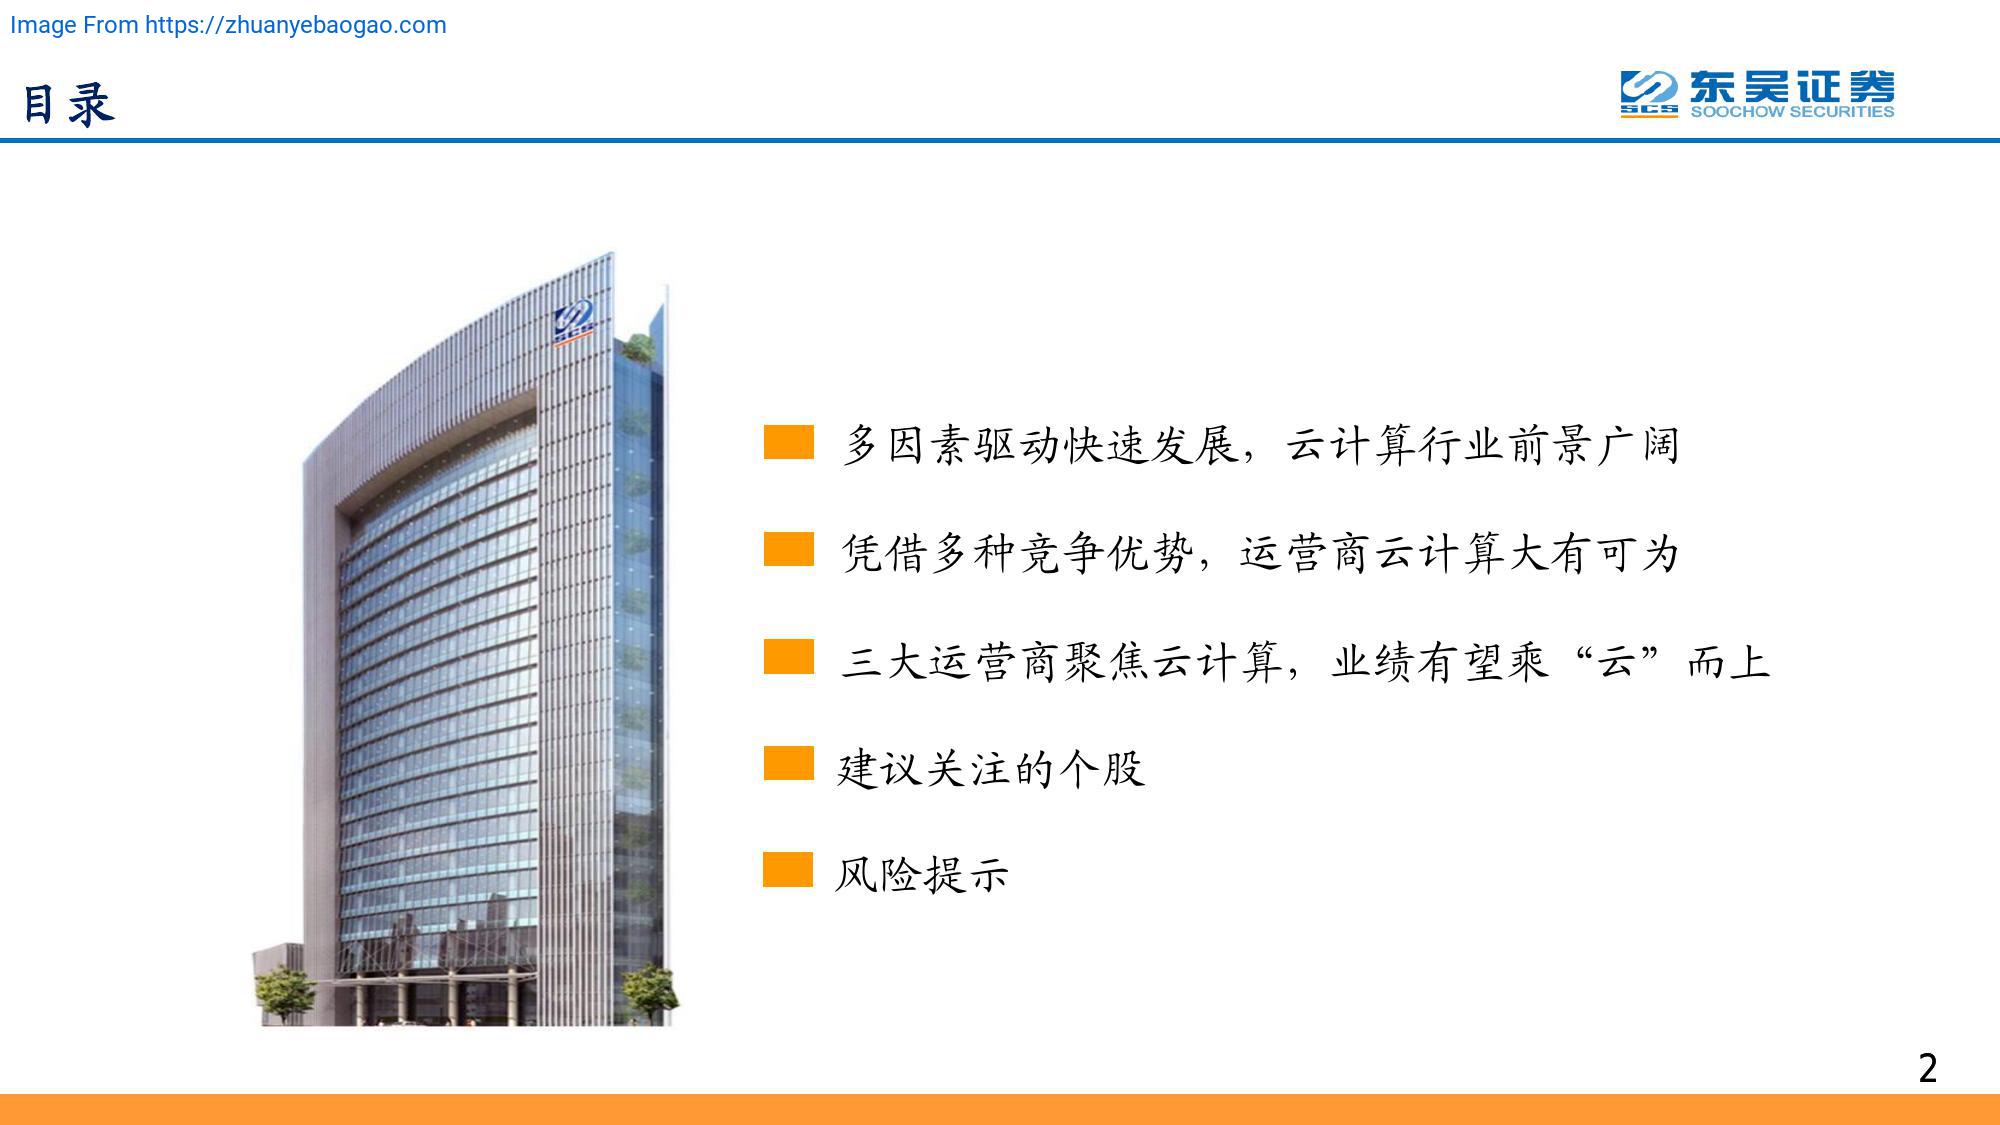 Image From https://zhuanyebaogao.com
目录
SCS 东吴证券
SOOCHOW SECURITIES
SCS
多因素驱动快速发展，云计算行业前景广阔
凭借多种竞争优势，运营商云计算大有可为
三大运营商聚焦云计算，业绩有望乘“云”而上
建议关注的个股
风险提示
2